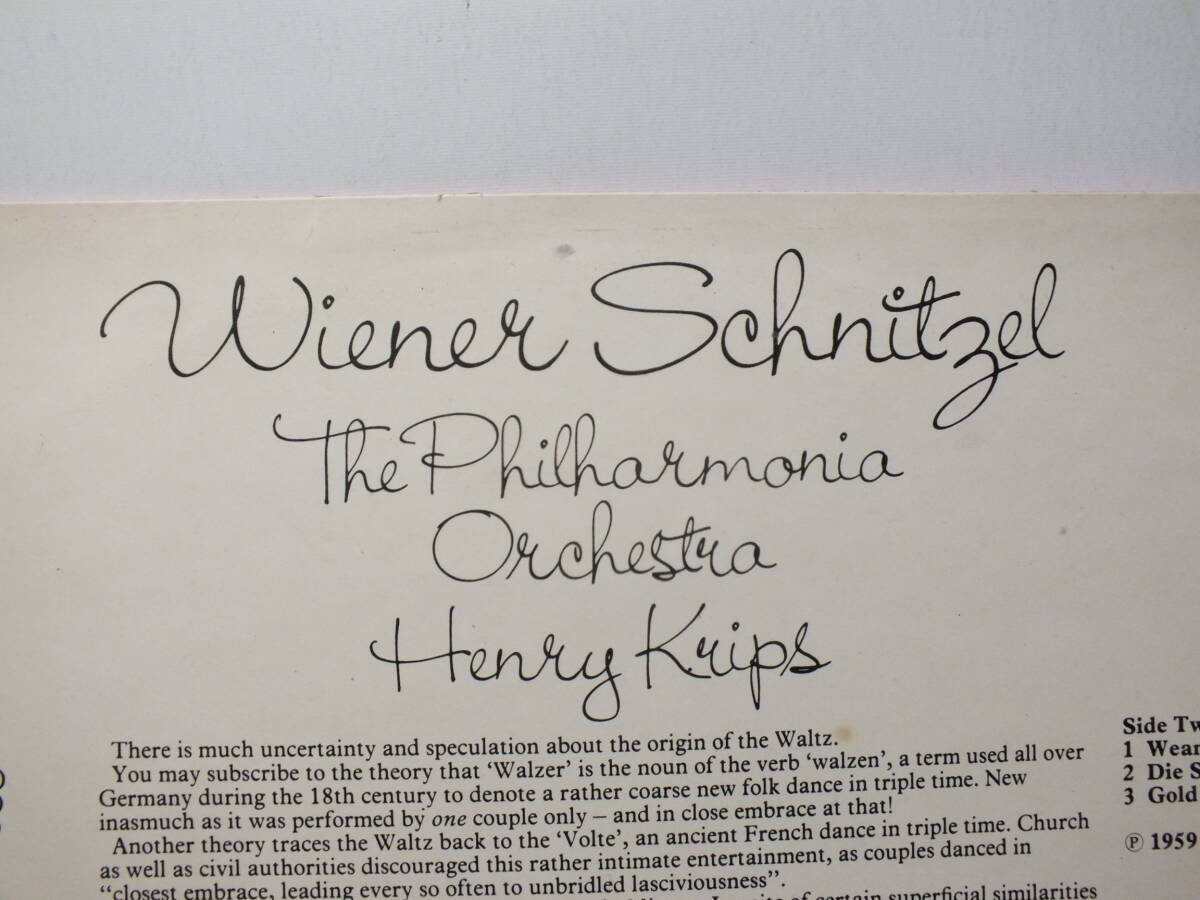 Wiener Schnitzel
The Philharmonia
Orchestra
Henry Krips
There is much uncertainty and speculation about the origin of the Waltz.
You may subscribe to the theory that ‘Walzer’ is the noun of the verb ‘walzen’, a term used all over
Germany during the 18th century to denote a rather coarse new folk dance in triple time. New
inasmuch as it was performed by one couple only – and in close embrace at that!
Another theory traces the Waltz back to the ‘Volte’, an ancient French dance in triple time. Church
as well as civil authorities discouraged this rather intimate entertainment, as couples danced in
“closest embrace, leading every so often to unbridled lasciviousness”.
of certain superficial similarities
Side Tw
1 Wear
2 Die S
3 Gold
℗ 1959